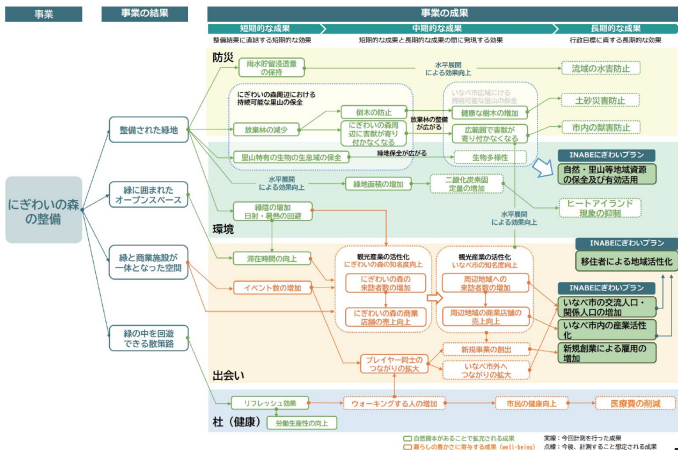 事業
事業の結果
事業の成果
短期的な成果
中期的な成果
長期的な成果
整備結果に直結する短期的な効果
短期的な成果と長期的な成果の間に発現する効果
行政目標に資する長期的な効果
防災
雨水貯留浸透量
の保持
水平展開
による効果向上
流域の水害防止
にぎわいの森周辺における
持続可能な里山の保全
いなべ市広域における
持続可能な里山の保全
樹木の防止
放棄林の整備
が広がる
健康な樹木の増加
土砂災害防止
整備された緑地
放棄林の減少
にぎわいの森周
辺に害獣が寄り
付かなくなる
広範囲で害獣が
寄り付かなくなる
市内の獣害防止
里山特有の生物の生息域の保全
緑地保全が広がる
生物多様性
INABEにぎわいプラン
自然・里山等地域資源
の保全及び有効活用
水平展開
による効果向上
緑地面積の増加
二酸化炭素固
定量の増加
にぎわいの森
の整備
緑に囲まれた
オープンスペース
緑陰の増加
日射・暑熱の回避
水平展開
による効果向上
ヒートアイランド
現象の抑制
環境
緑と商業施設が
一体となった空間
滞在時間の向上
イベント数の増加
観光産業の活性化
にぎわいの森の知名度向上
にぎわいの森の
来訪者数の増加
にぎわいの森の商業
店舗の売上向上
観光産業の活性化
いなべ市の知名度向上
周辺地域への
来訪者数の増加
周辺地域の商業店舗の
売上向上
INABEにぎわいプラン
移住者による地域活性化
INABEにぎわいプラン
いなべ市の交流人口・
関係人口の増加
いなべ市内の産業活性
化
新規創業による雇用の
増加
緑の中を回遊
できる散策路
プレイヤー同士の
つながりの拡大
新規事業の創出
いなべ市外へ
つながりの拡大
出会い
リフレッシュ効果
ウォーキングする人の増加
市民の健康向上
医療費の削減
杜（健康）
労働生産性の向上
自然資本があることで拡充される成果
実線：今回計測を行った成果
暮らしの豊かさに寄与する成果（well-being）
点線：今後、計測すること想定される成果